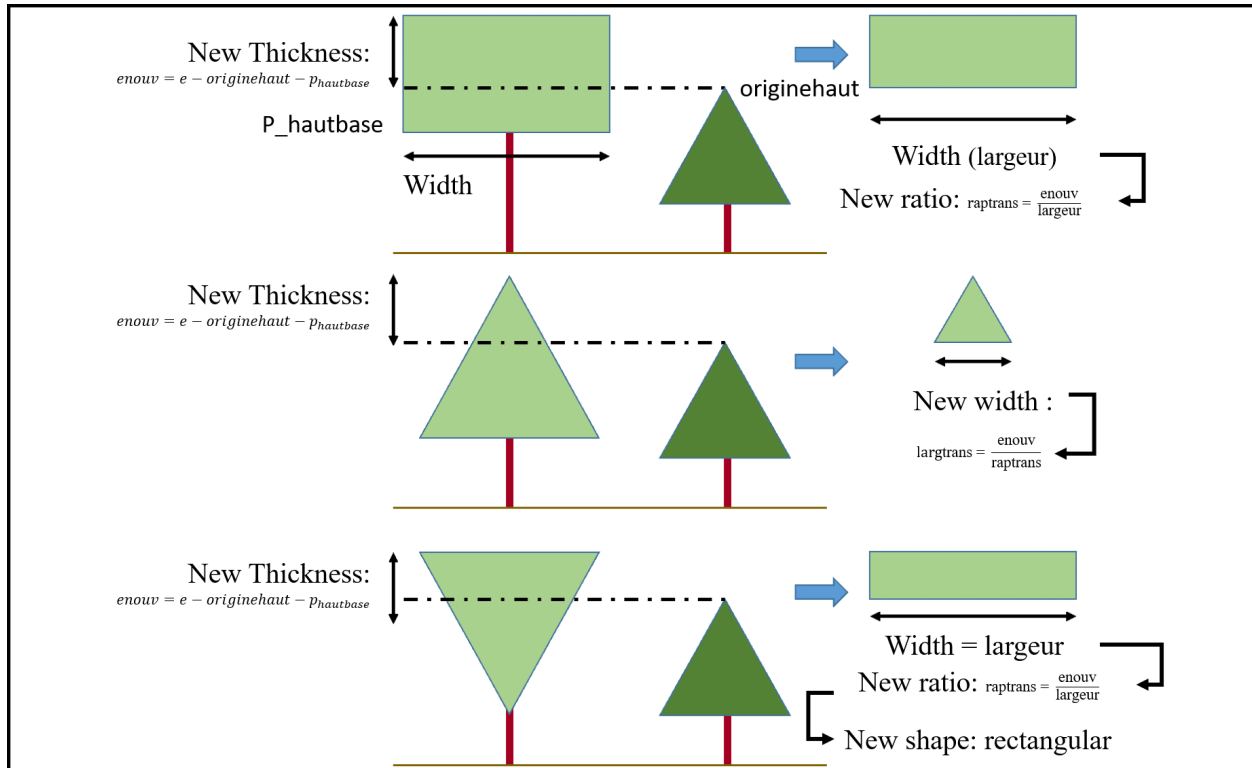 New Thickness:
enouv = e − originehaut − p_hautbase
originehaut
P_hautbase
Width
Width (largeur)
New ratio: raptrans = enouv/largeur
New Thickness:
enouv = e − originehaut − p_hautbase
New width :
largtrans = enouv/raptrans
New Thickness:
enouv = e − originehaut − p_hautbase
Width = largeur
New ratio: raptrans = enouv/largeur
New shape: rectangular